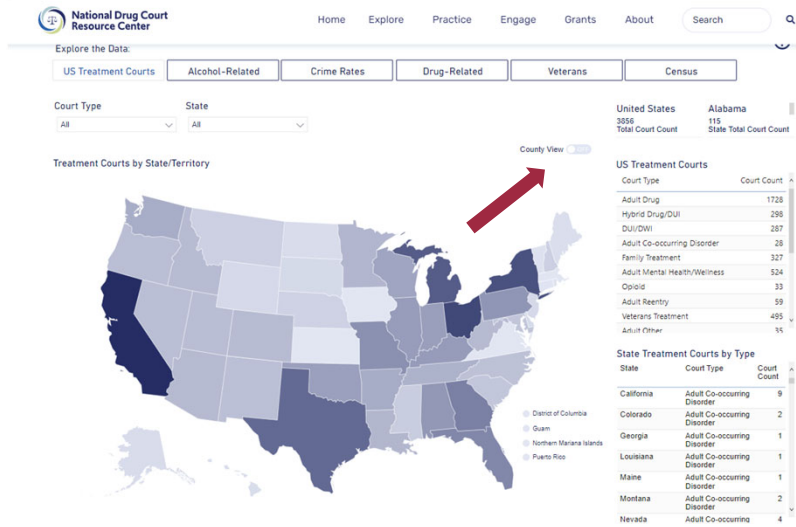 National Drug Court
Resource Center
Home Explore Practice Engage Grants About Search
Explore the Data:
US Treatment Courts Alcohol-Related Crime Rates Drug-Related Veterans Census
Court Type State
All All
United States Alabama
3856 115
Total Court Count State Total Court Count
County View
Treatment Courts by State/Territory
US Treatment Courts
Court Type Court Count
Adult Drug 1728
Hybrid Drug/DUI 298
DUI/DWI 287
Adult Co-occurring Disorder 28
Family Treatment 327
Adult Mental Health/Wellness 524
Opioid 33
Adult Reentry 59
Veterans Treatment 495
Adult Other 35
State Treatment Courts by Type
State Court Type Court
Count
California Adult Co-occurring 9
Disorder
Colorado Adult Co-occurring 2
Disorder
Georgia Adult Co-occurring 1
Disorder
Louisiana Adult Co-occurring 1
Disorder
Maine Adult Co-occurring 1
Disorder
Montana Adult Co-occurring 2
Disorder
Nevada Adult Co-occurring 4
District of Columbia
Guam
Northern Mariana Islands
Puerto Rico